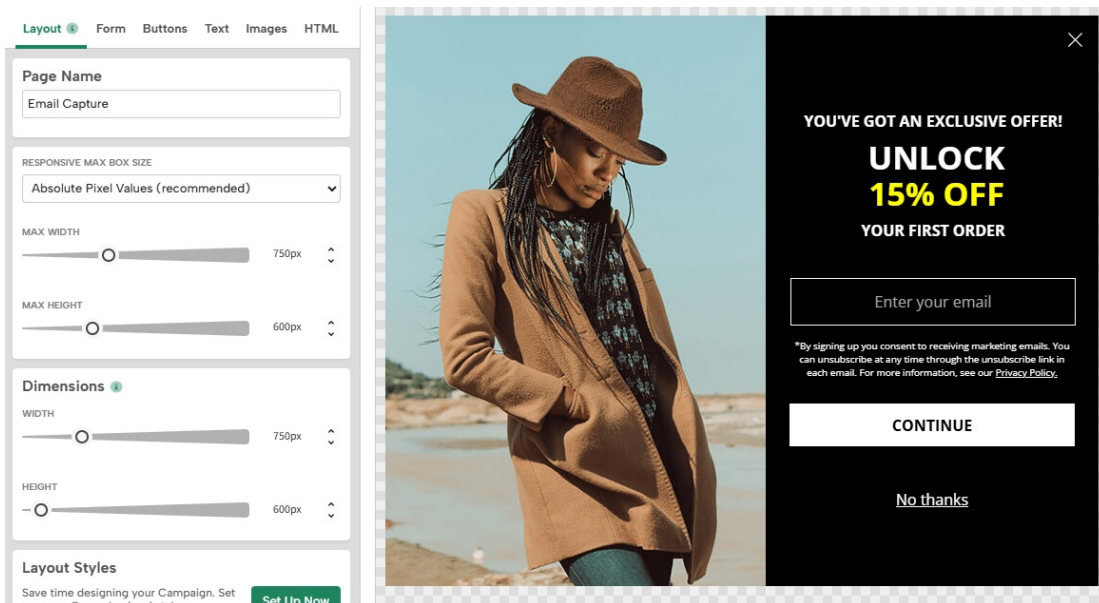 Layout
Form
Buttons
Text
Images
HTML
Page Name
Email Capture
RESPONSIVE MAX BOX SIZE
Absolute Pixel Values (recommended)
MAX WIDTH
750px
MAX HEIGHT
600px
Dimensions
WIDTH
750px
HEIGHT
600px
Layout Styles
Save time designing your Campaign. Set
Set Up Now
YOU'VE GOT AN EXCLUSIVE OFFER!
UNLOCK
15% OFF
YOUR FIRST ORDER
Enter your email
*By signing up you consent to receiving marketing emails. You
can unsubscribe at any time through the unsubscribe link in
each email. For more information, see our Privacy Policy.
CONTINUE
No thanks